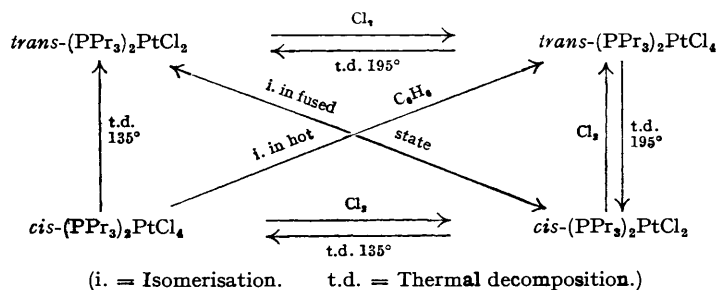 Cl₂
trans-(PPr₃)₂PtCl₂ trans-(PPr₃)₂PtCl₄
t.d. 195°
i. in fused C₆H₆
t.d. 135° Cl₂ t.d. 195°
i. in hot state
Cl₂
cis-(PPr₃)₂PtCl₄ cis-(PPr₃)₂PtCl₂
t.d. 135°
(i. = Isomerisation. t.d. = Thermal decomposition.)